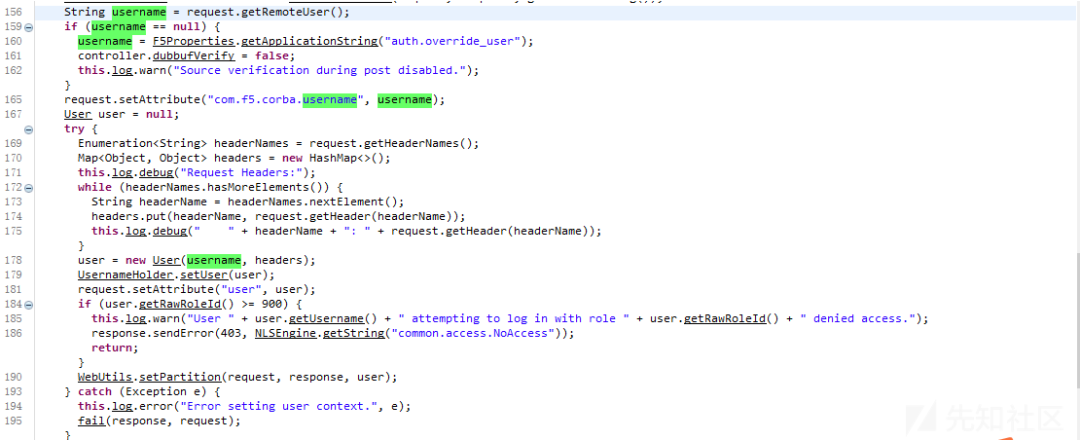 156 String username = request.getRemoteUser();
159 if (username == null) {
160 username = F5Properties.getApplicationString("auth.override_user");
161 controller.dubbufVerify = false;
162 this.log.warn("Source verification during post disabled.");
}
165 request.setAttribute("com.f5.corba.username", username);
167 User user = null;
try {
169 Enumeration<String> headerNames = request.getHeaderNames();
170 Map<Object, Object> headers = new HashMap<>();
171 this.log.debug("Request Headers:");
172 while (headerNames.hasMoreElements()) {
173 String headerName = headerNames.nextElement();
174 headers.put(headerName, request.getHeader(headerName));
175 this.log.debug("    " + headerName + ": " + request.getHeader(headerName));
}
178 user = new User(username, headers);
179 UsernameHolder.setUser(user);
181 request.setAttribute("user", user);
184 if (user.getRawRoleId() >= 900) {
185 this.log.warn("User " + user.getUsername() + " attempting to log in with role " + user.getRawRoleId() + " denied access.");
186 response.sendError(403, NLSEngine.getString("common.access.NoAccess"));
return;
}
190 WebUtils.setPartition(request, response, user);
193 } catch (Exception e) {
194 this.log.error("Error setting user context.", e);
195 fail(response, request);
}
先知社区